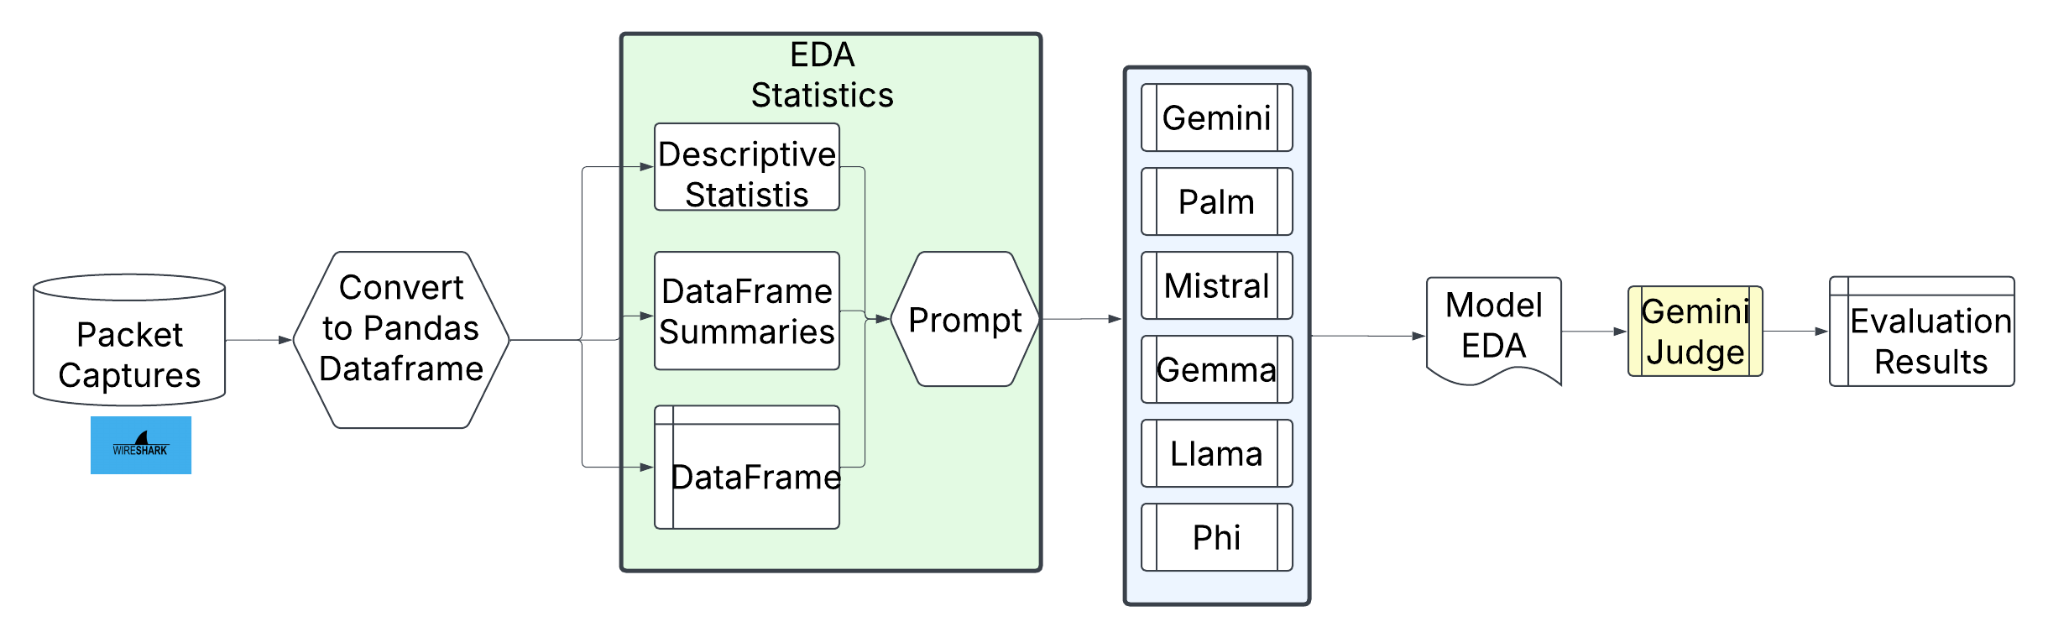 Packet
Captures
WIRESHARK
Convert
to Pandas
Dataframe
EDA
Statistics
Descriptive
Statistis
DataFrame
Summaries
DataFrame
Prompt
Gemini
Palm
Mistral
Gemma
Llama
Phi
Model
EDA
Gemini
Judge
Evaluation
Results